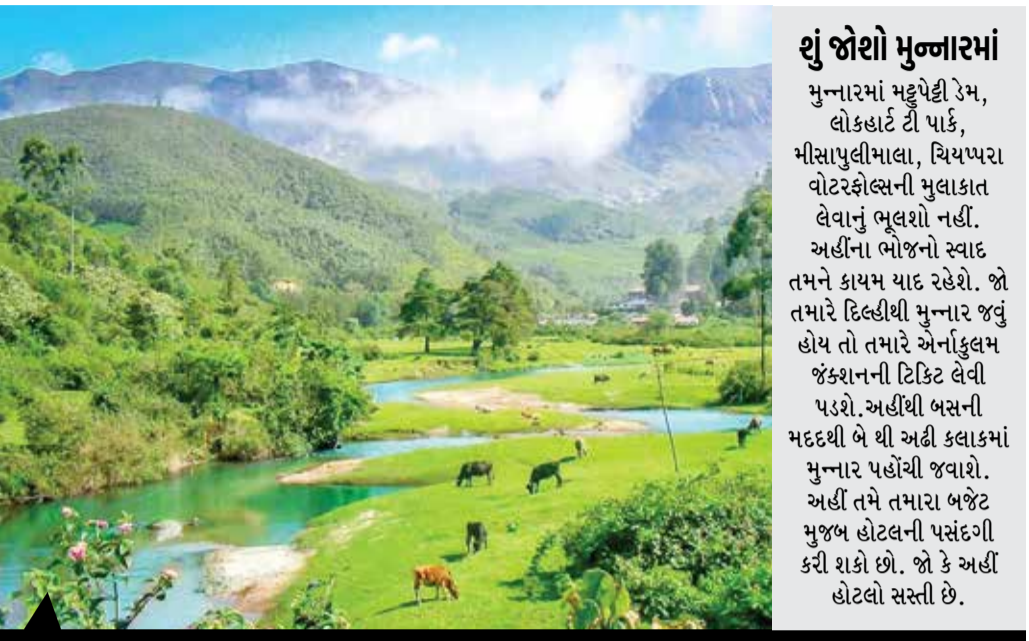 શું જોશો મુન્નારમાં
મુન્નારમાં મટ્ટુપેટ્ટી ડેમ,
લોકહાર્ટ ટી પાર્ક,
મીસાપુલીમાલા, ચિયપ્પરા
વોટરફોલ્સની મુલાકાત
લેવાનું ભૂલશો નહીં.
અહીંના ભોજનો સ્વાદ
તમને કાયમ યાદ રહેશે. જો
તમારે દિલ્હીથી મુન્નાર જવું
હોય તો તમારે એર્નાકુલમ
જંક્શનની ટિકિટ લેવી
પડશે.અહીંથી બસની
મદદથી બે થી અઢી કલાકમાં
મુન્નાર પહોંચી જવાશે.
અહીં તમે તમારા બજેટ
મુજબ હોટલની પસંદગી
કરી શકો છો. જો કે અહીં
હોટલો સસ્તી છે.